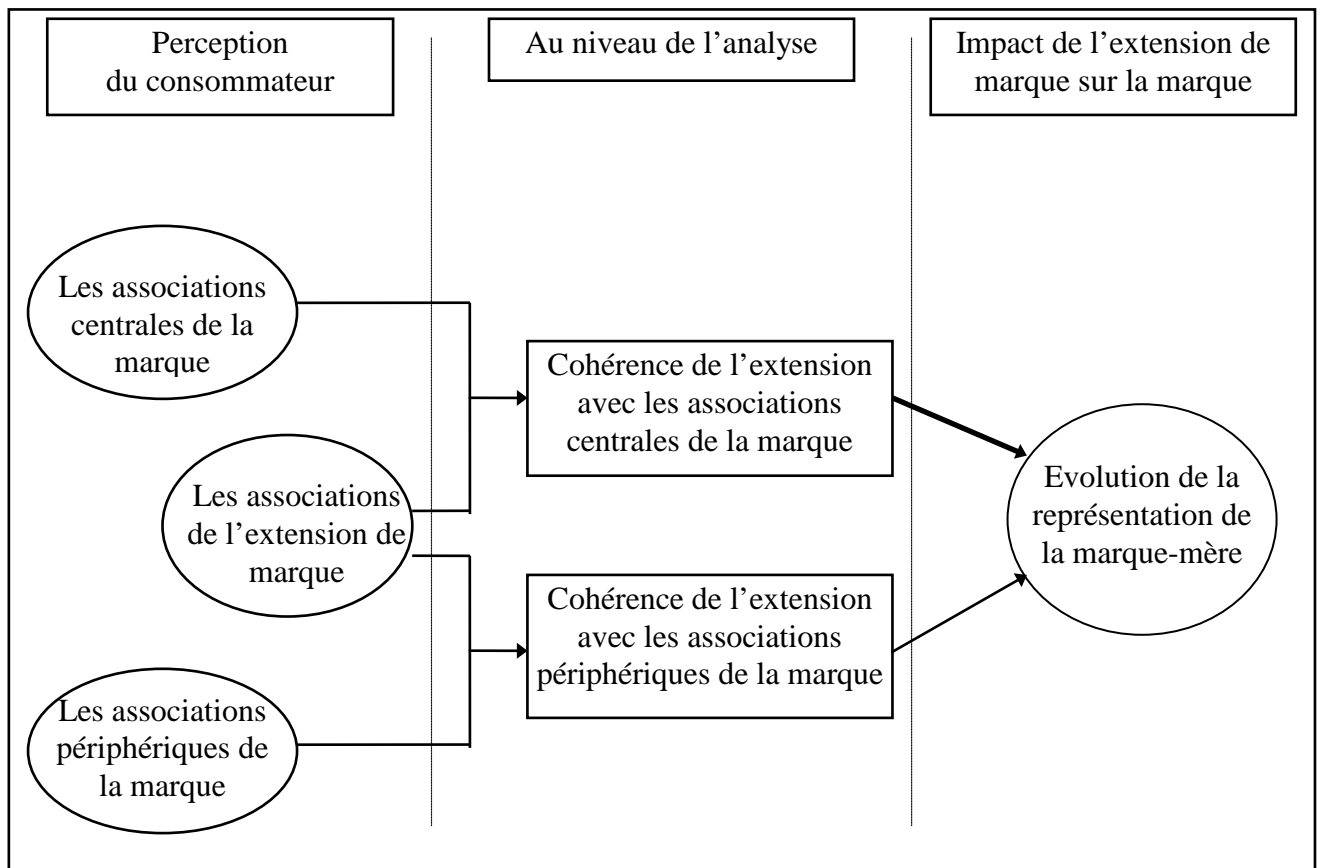 Perception
du consommateur
Au niveau de l’analyse
Impact de l’extension de
marque sur la marque
Les associations
centrales de la
marque
Cohérence de l’extension
avec les associations
centrales de la marque
Les associations
de l’extension de
marque
Evolution de la
représentation de
la marque-mère
Cohérence de l’extension
avec les associations
périphériques de la marque
Les associations
périphériques de
la marque